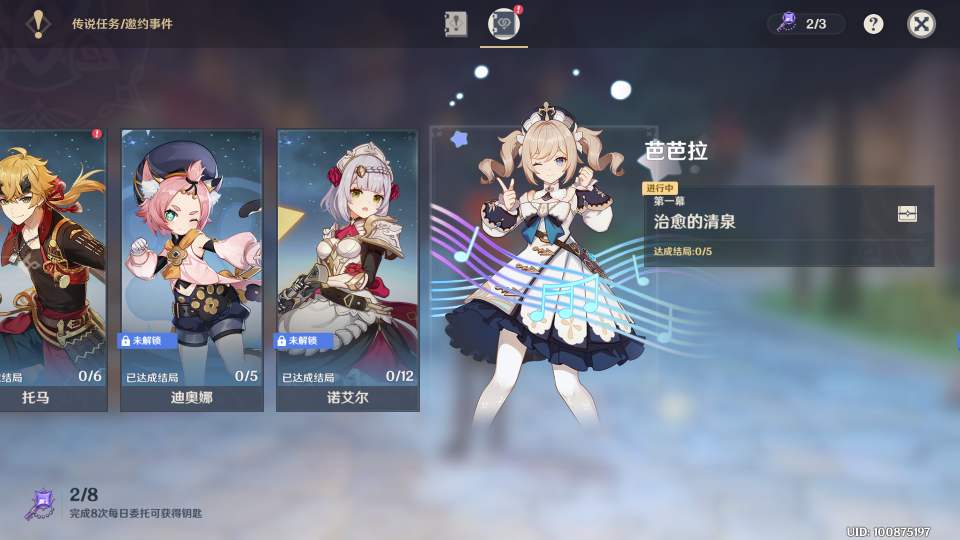 传说任务/邀约事件
2/3
芭芭拉
进行中
第一幕
治愈的清泉
达成结局:0/5
未解锁
未解锁
结局 0/6
已达成结局 0/5
已达成结局 0/12
托马
迪奥娜
诺艾尔
2/8
完成8次每日委托可获得钥匙
UID: 100875197